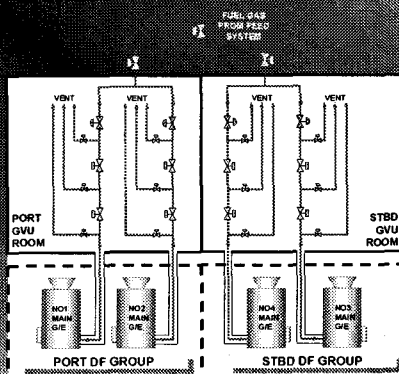 FUEL GAS
FROM FEED
SYSTEM
VENT
VENT
VENT
VENT
PORT
GVU
ROOM
STBD
GVU
ROOM
NO1
MAIN
G/E
NO2
MAIN
G/E
NO4
MAIN
G/E
NO3
MAIN
G/E
PORT DF GROUP
STBD DF GROUP